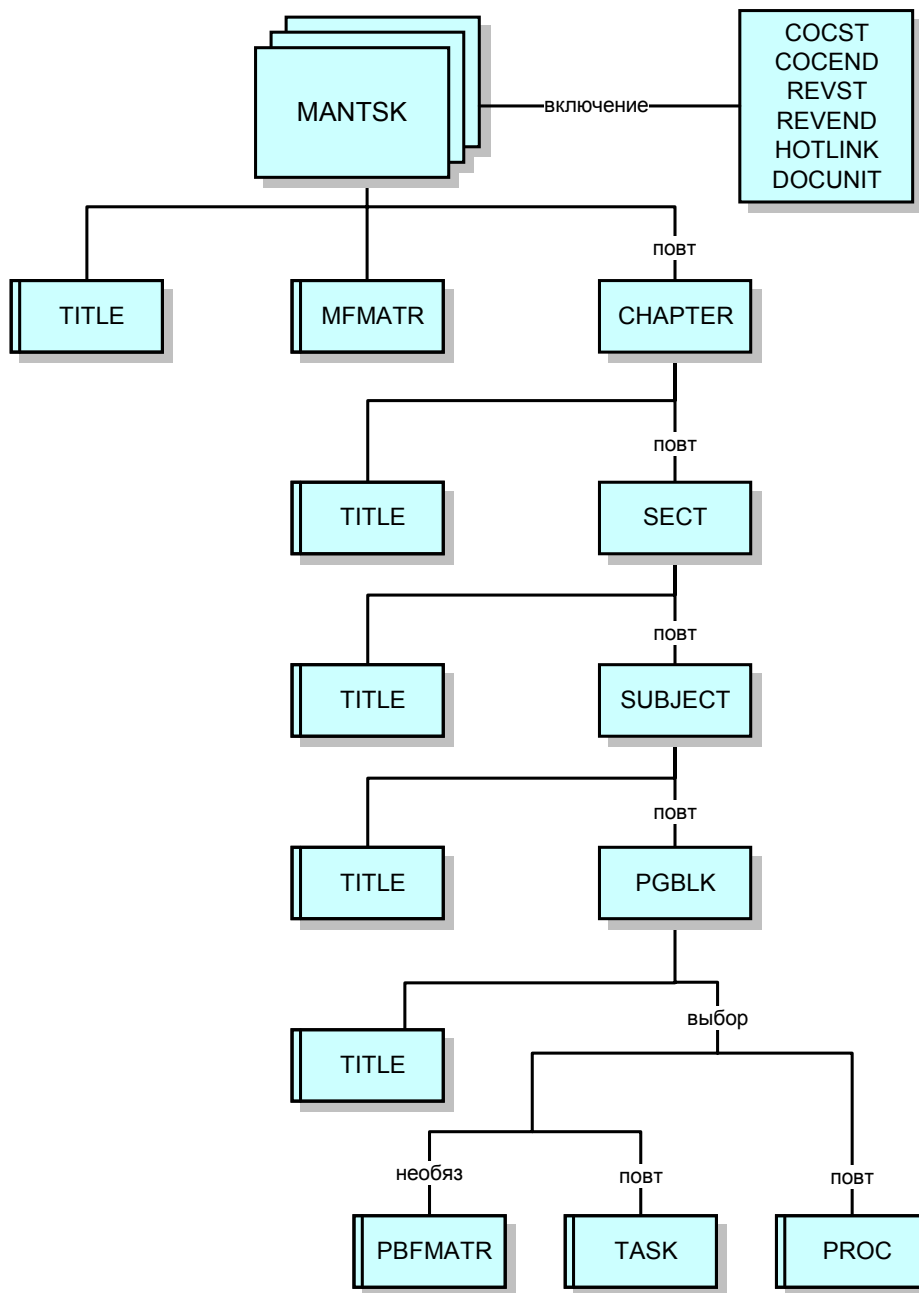 COCST
COCEND
REVST
REVEND
HOTLINK
DOCUNIT
MANTSK
включение
повт
TITLE
MFMATR
CHAPTER
повт
TITLE
SECT
повт
TITLE
SUBJECT
повт
TITLE
PGBLK
выбор
TITLE
необяз
повт
повт
PBFMATR
TASK
PROC